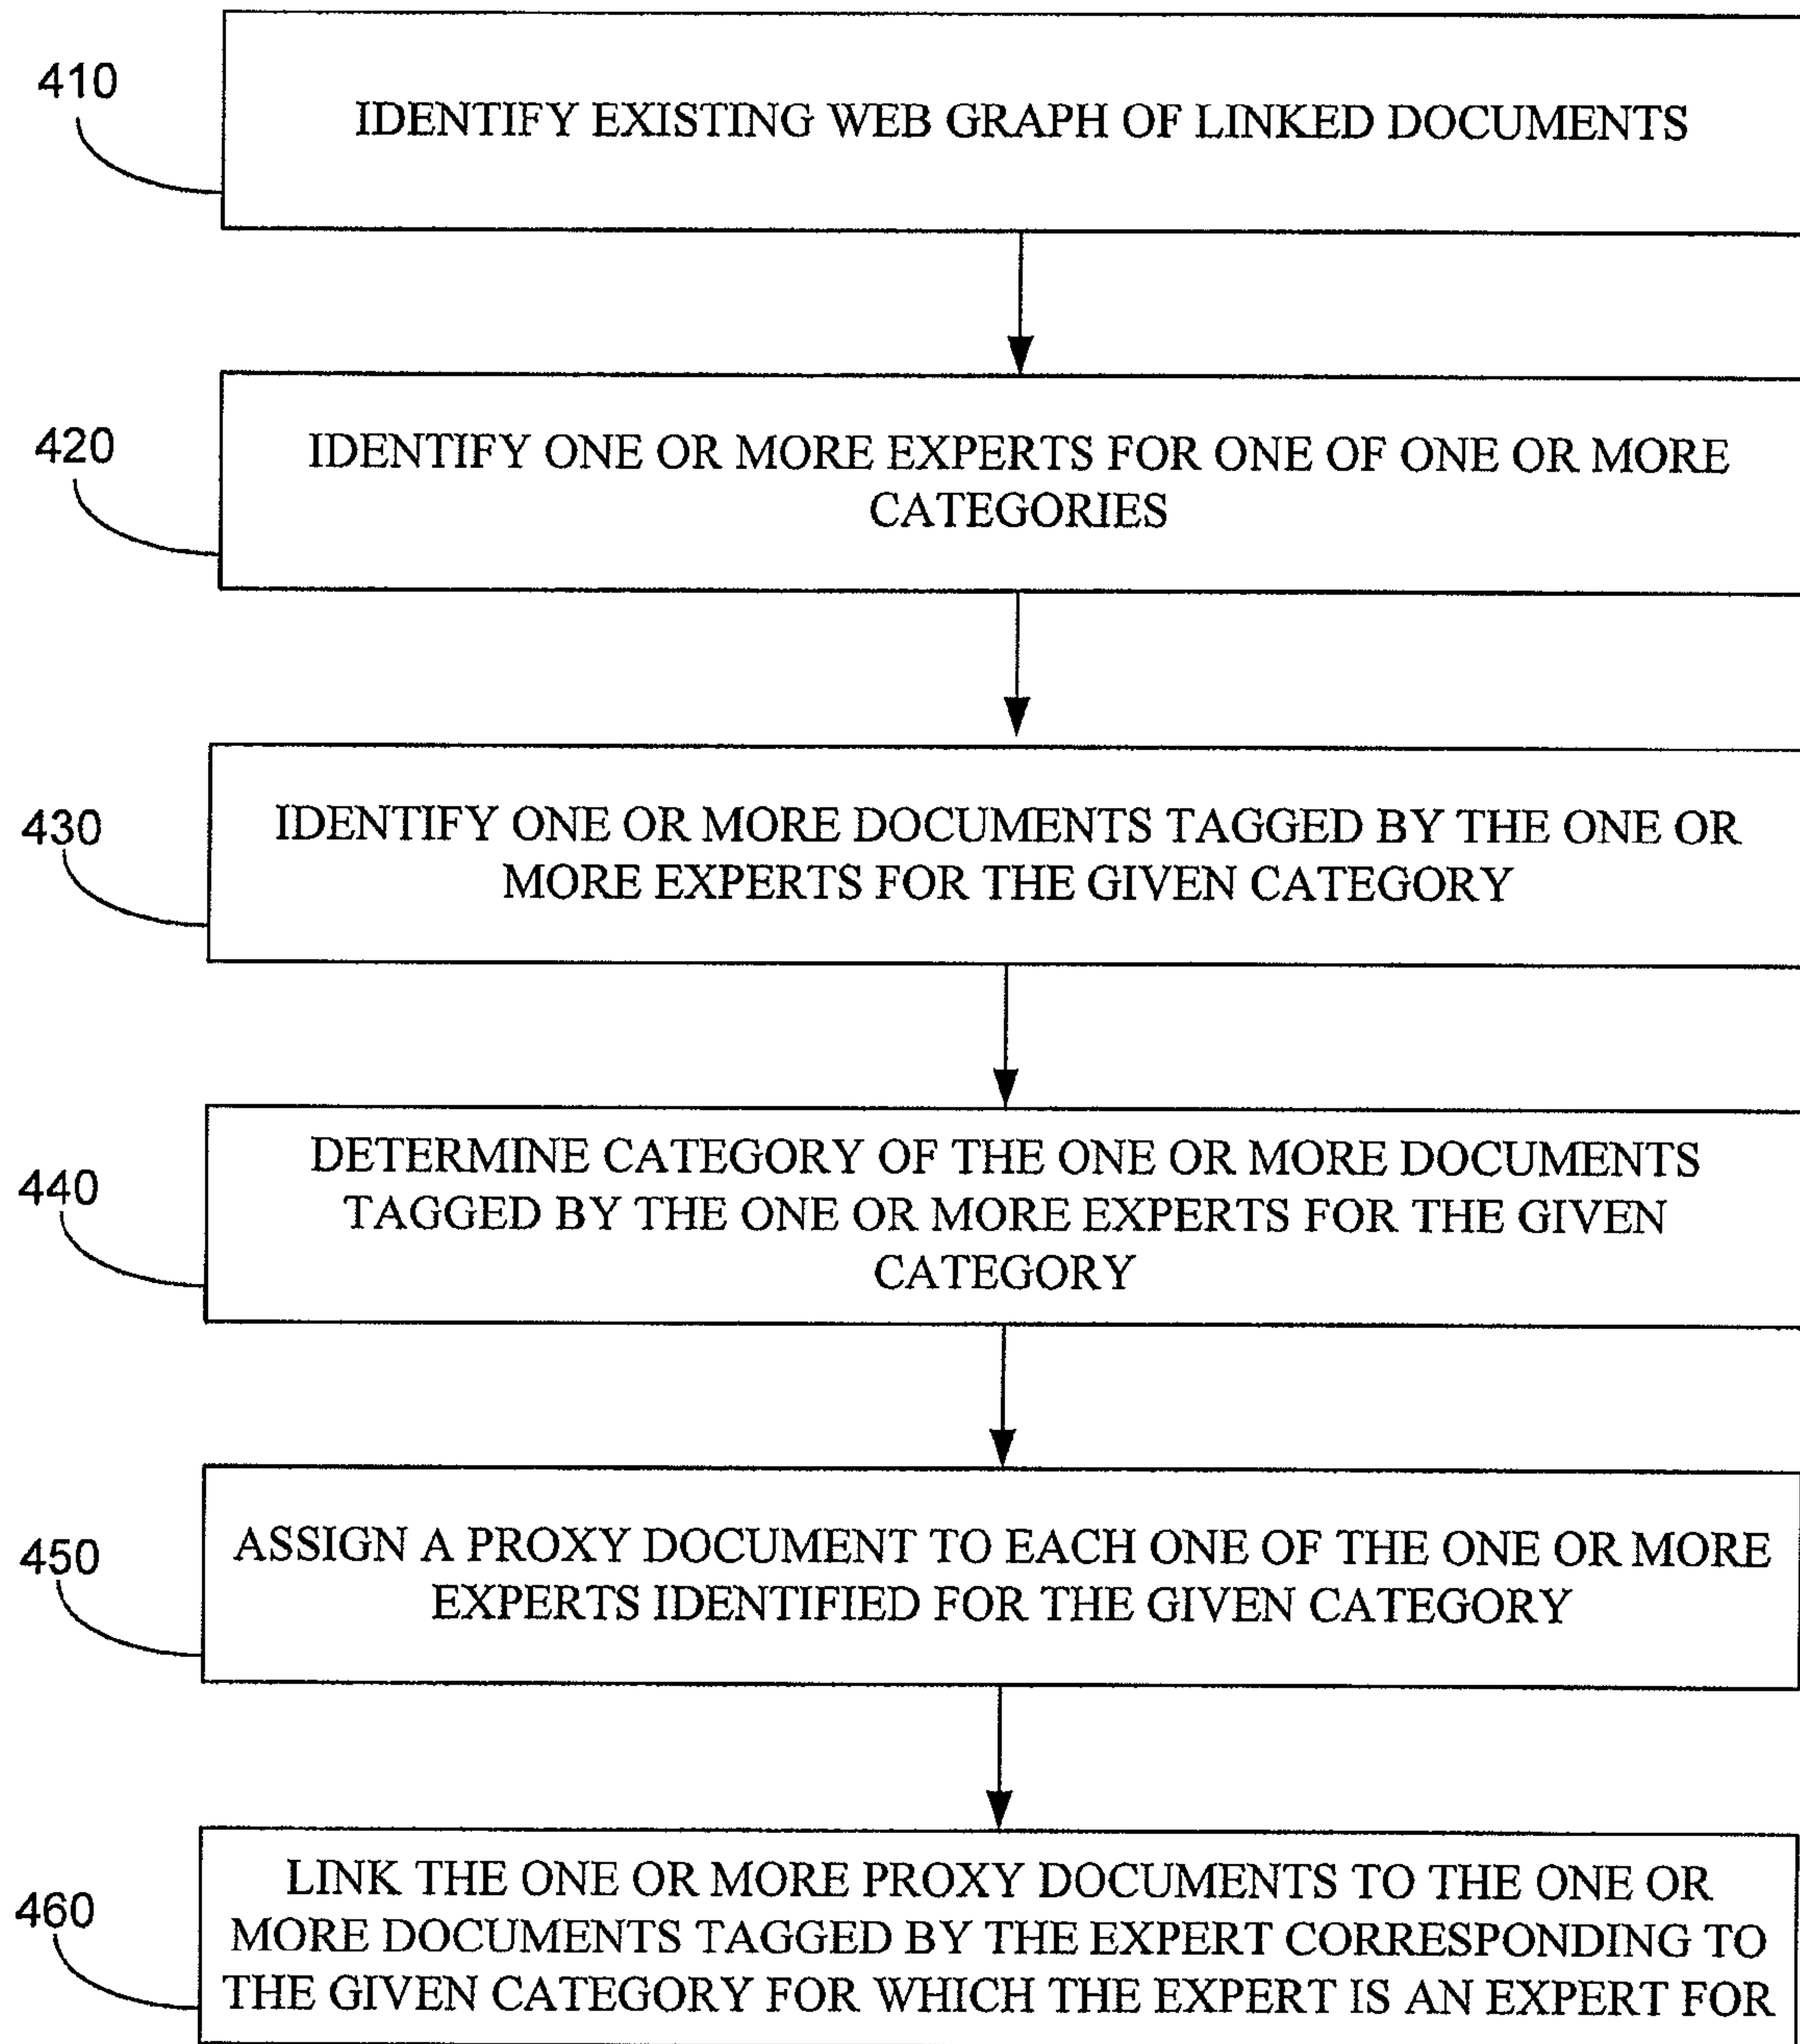 410
IDENTIFY EXISTING WEB GRAPH OF LINKED DOCUMENTS
420
IDENTIFY ONE OR MORE EXPERTS FOR ONE OF ONE OR MORE
CATEGORIES
430
IDENTIFY ONE OR MORE DOCUMENTS TAGGED BY THE ONE OR
MORE EXPERTS FOR THE GIVEN CATEGORY
440
DETERMINE CATEGORY OF THE ONE OR MORE DOCUMENTS
TAGGED BY THE ONE OR MORE EXPERTS FOR THE GIVEN
CATEGORY
450
ASSIGN A PROXY DOCUMENT TO EACH ONE OF THE ONE OR MORE
EXPERTS IDENTIFIED FOR THE GIVEN CATEGORY
460
LINK THE ONE OR MORE PROXY DOCUMENTS TO THE ONE OR
MORE DOCUMENTS TAGGED BY THE EXPERT CORRESPONDING TO
THE GIVEN CATEGORY FOR WHICH THE EXPERT IS AN EXPERT FOR